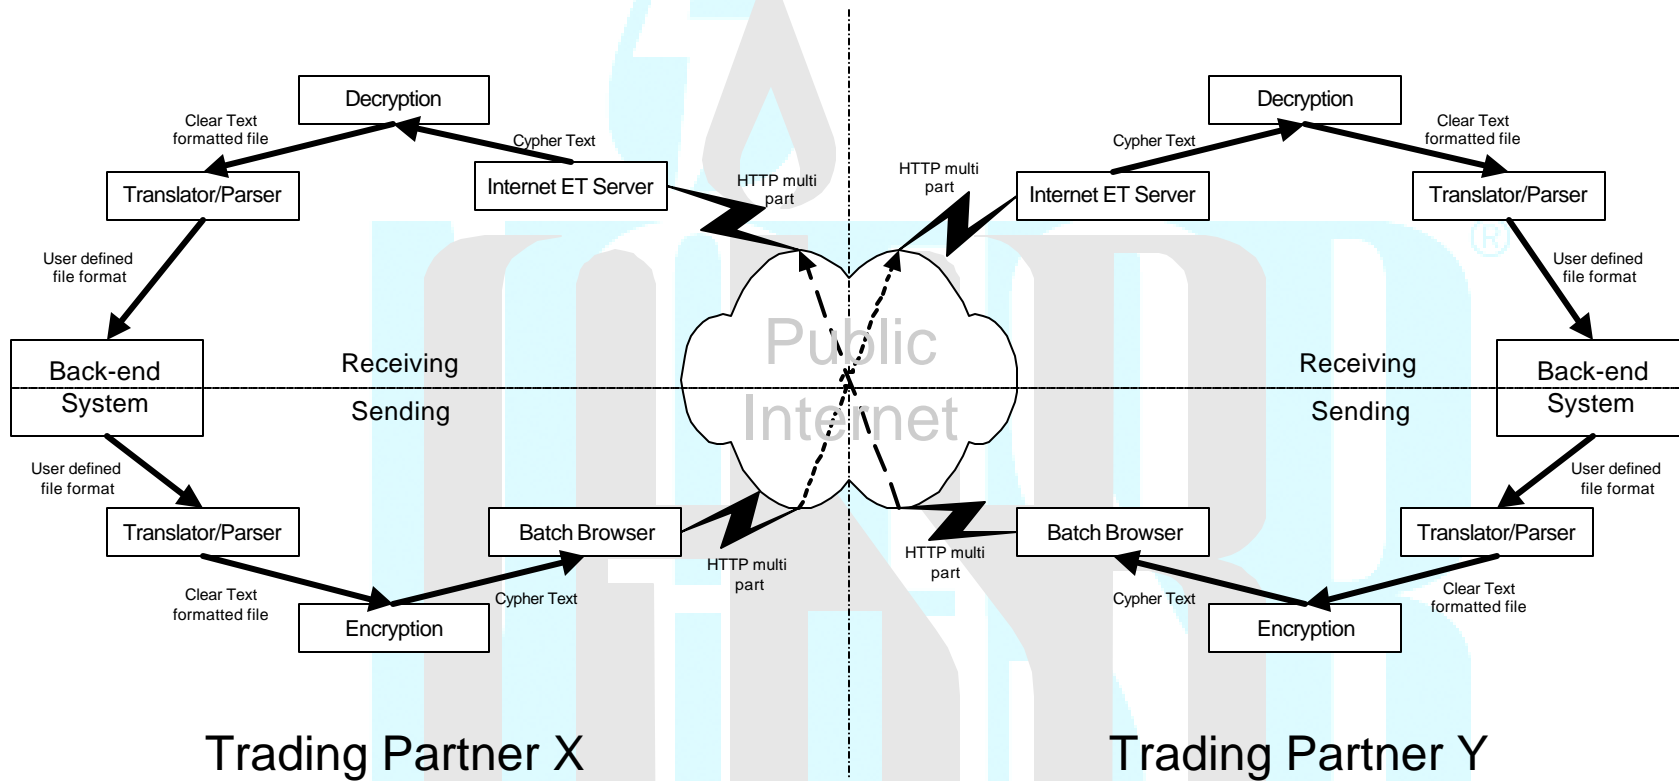 Decryption
Clear Text
formatted file
Cypher Text
Internet ET Server
Translator/Parser
HTTP multi
part
User defined
file format
Back-end
System
Receiving
Sending
User defined
file format
Translator/Parser
Batch Browser
HTTP multi
part
Clear Text
formatted file
Cypher Text
Encryption
Trading Partner X
Public
Internet
Decryption
Cypher Text
Clear Text
formatted file
HTTP multi
part
Internet ET Server
Translator/Parser
®
User defined
file format
Receiving
Sending
Back-end
System
User defined
file format
Batch Browser
Translator/Parser
HTTP multi
part
Cypher Text
Clear Text
formatted file
Encryption
Trading Partner Y